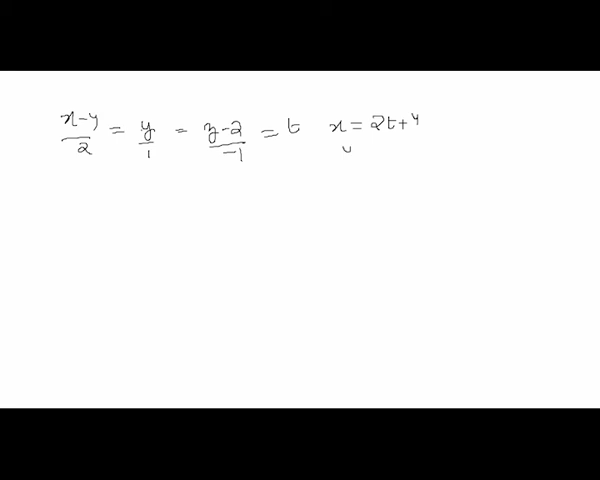 (x-4)/2 = y/1 = (z-2)/-1 = t x = 2t+4